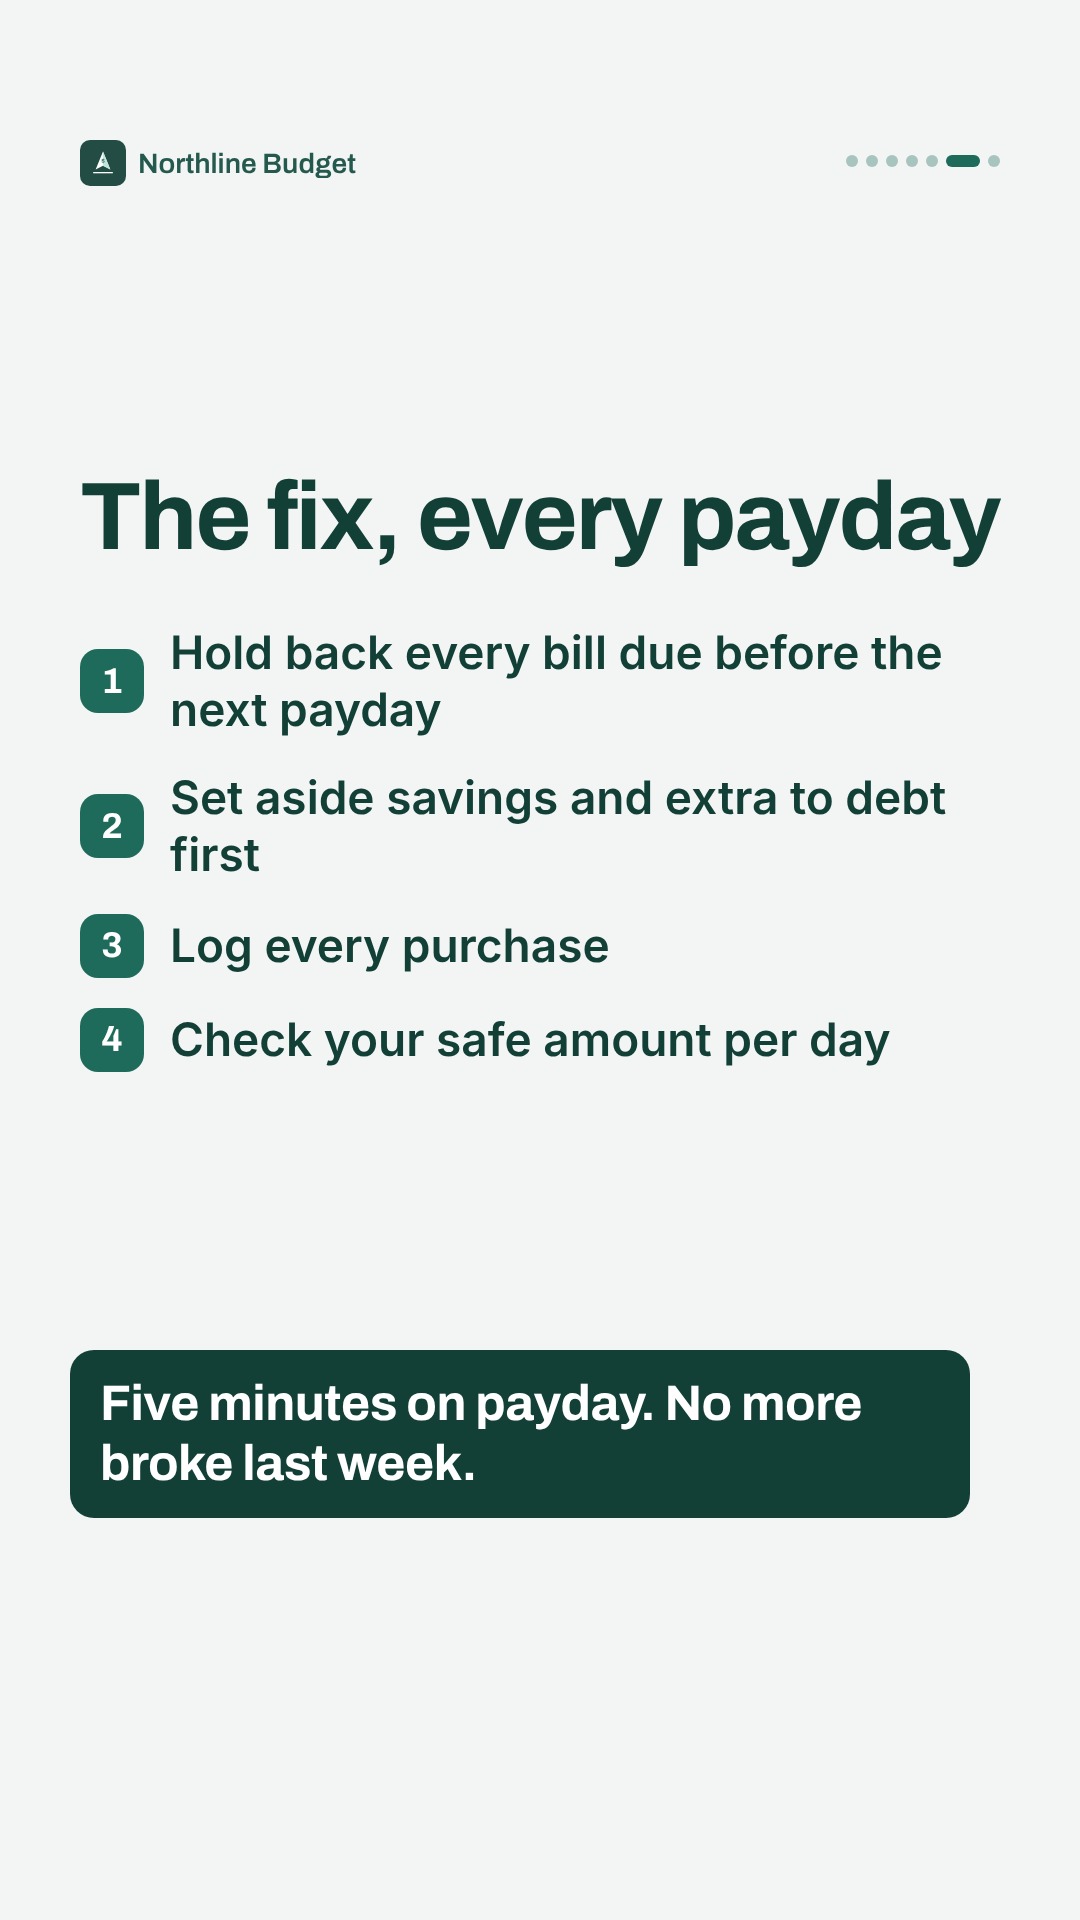 Northline Budget
The fix, every payday
1 Hold back every bill due before the
next payday
2 Set aside savings and extra to debt
first
3 Log every purchase
4 Check your safe amount per day
Five minutes on payday. No more
broke last week.